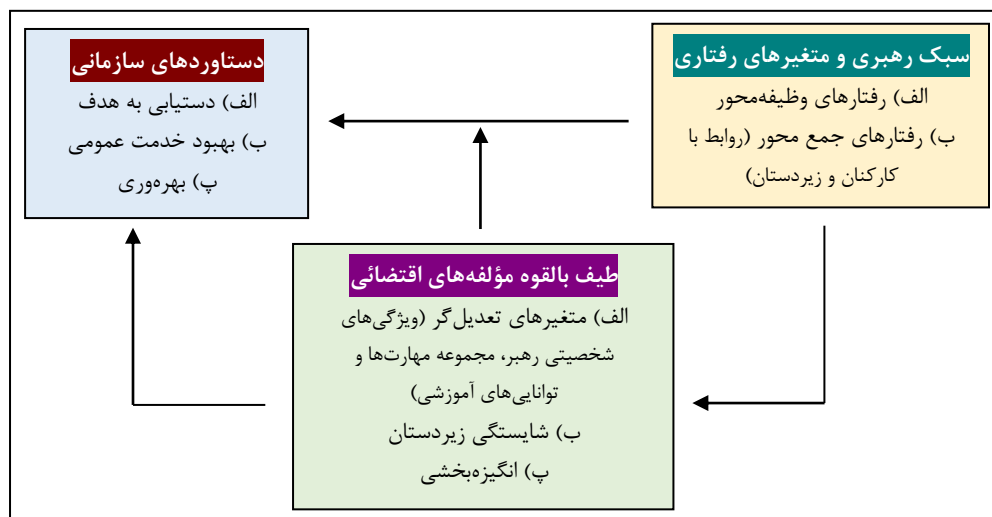 سبک رهبری و متغیرهای رفتاری
الف) رفتارهای وظیفه‌محور
ب) رفتارهای جمع محور (روابط با
کارکنان و زیردستان)
دستاوردهای سازمانی
الف) دستیابی به هدف
ب) بهبود خدمت عمومی
پ) بهره‌وری
طیف بالقوه مؤلفه‌های اقتضائی
الف) متغیرهای تعدیل‌گر (ویژگی‌های
شخصیتی رهبر، مجموعه مهارت‌ها و
توانایی‌های آموزشی)
ب) شایستگی زیردستان
پ) انگیزه‌بخشی